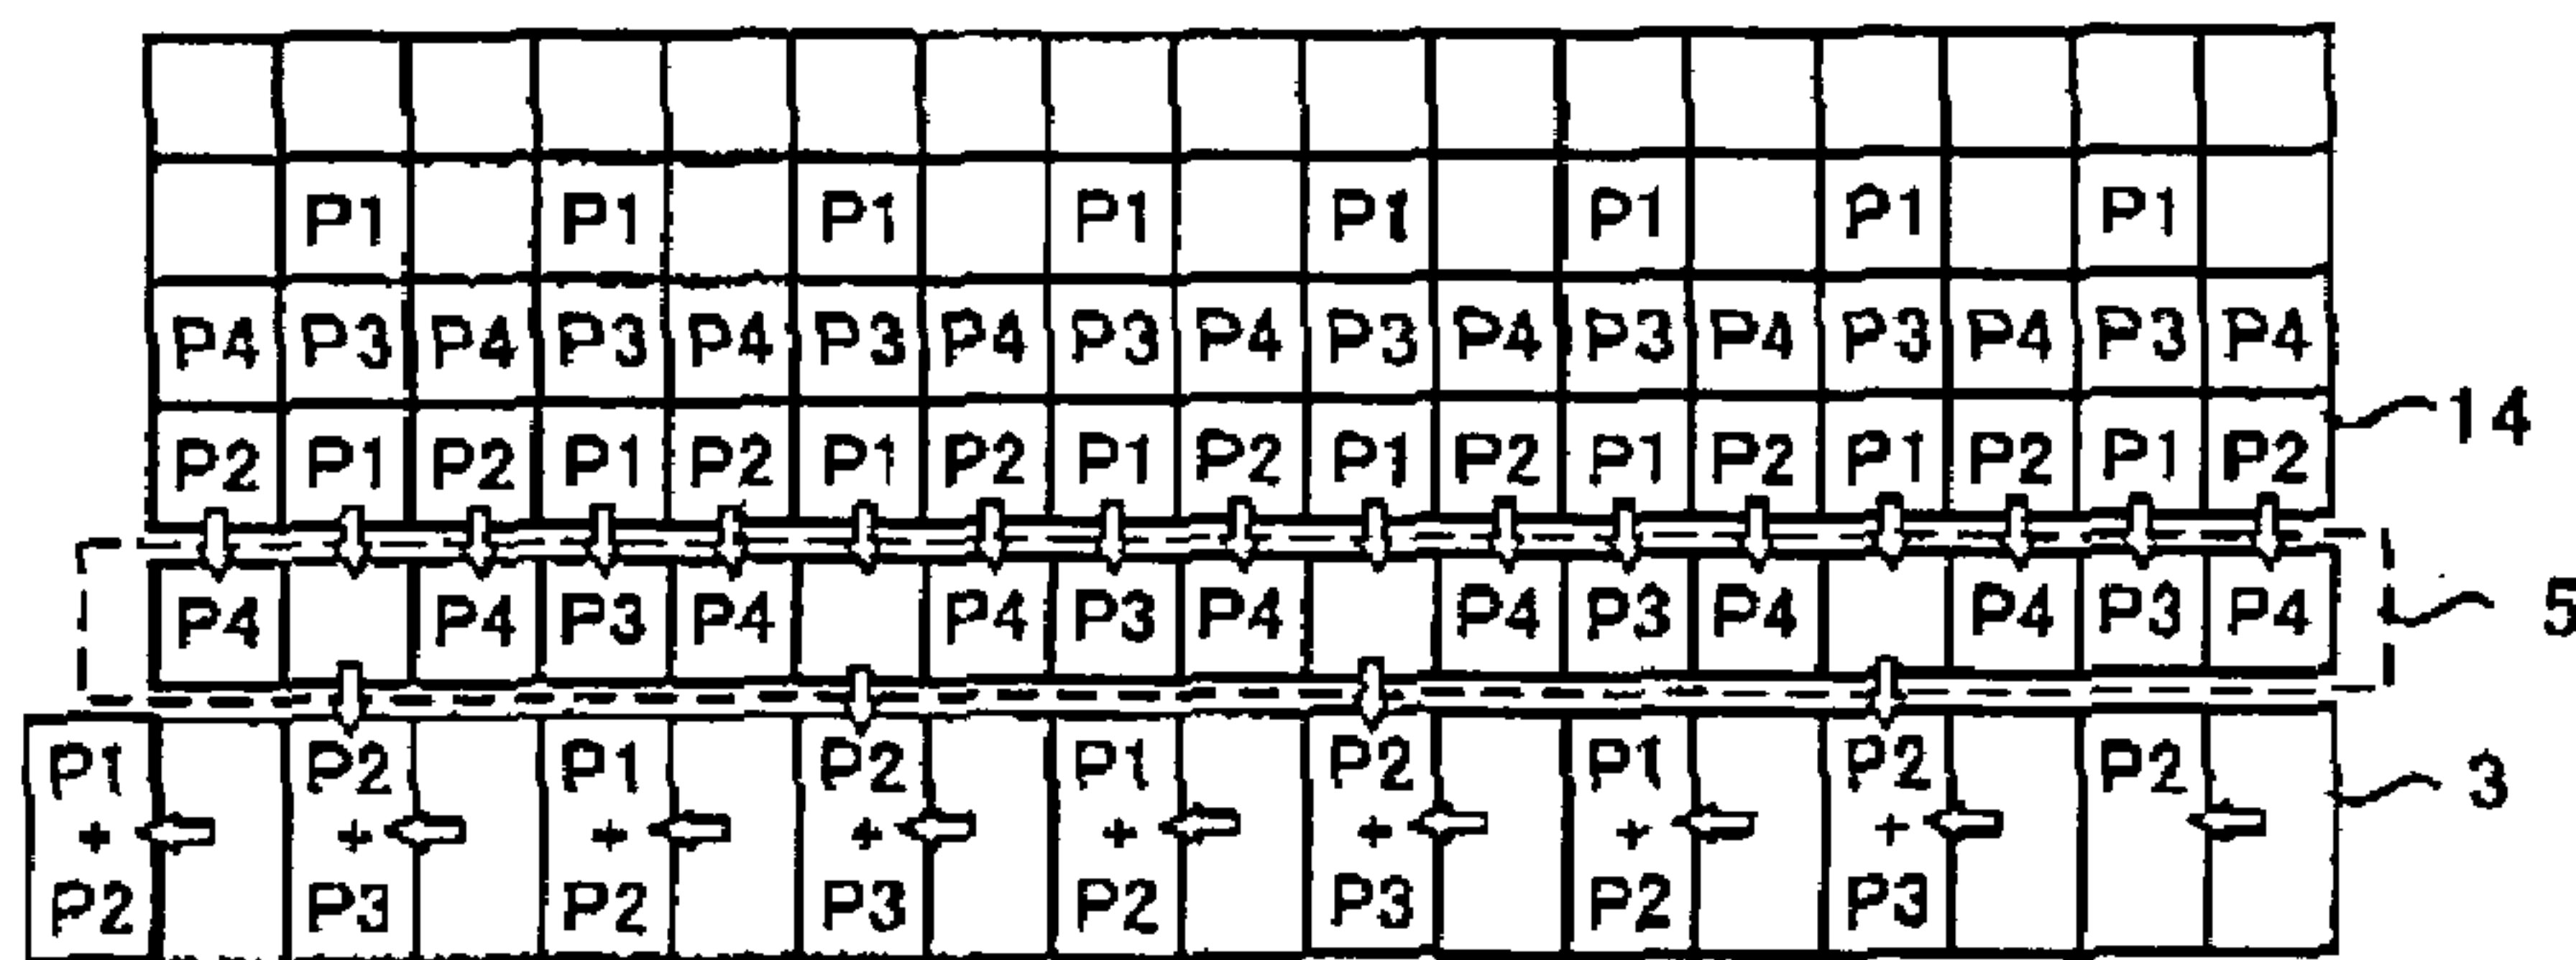 P1 P1 P1 P1 P1 P1 P1 P1
P4 P3 P4 P3 P4 P3 P4 P3 P4 P3 P4 P3 P4 P3 P4 P3 P4
P2 P1 P2 P1 P2 P1 P2 P1 P2 P1 P2 P1 P2 P1 P2 P1 P2 14
P4 P4 P3 P4 P4 P3 P4 P4 P3 P4 P4 P3 P4 5
P1 P2 P1 P2 P1 P2 P1 P2 P2 3
+ + + + + + + +
P2 P3 P2 P3 P2 P3 P2 P3